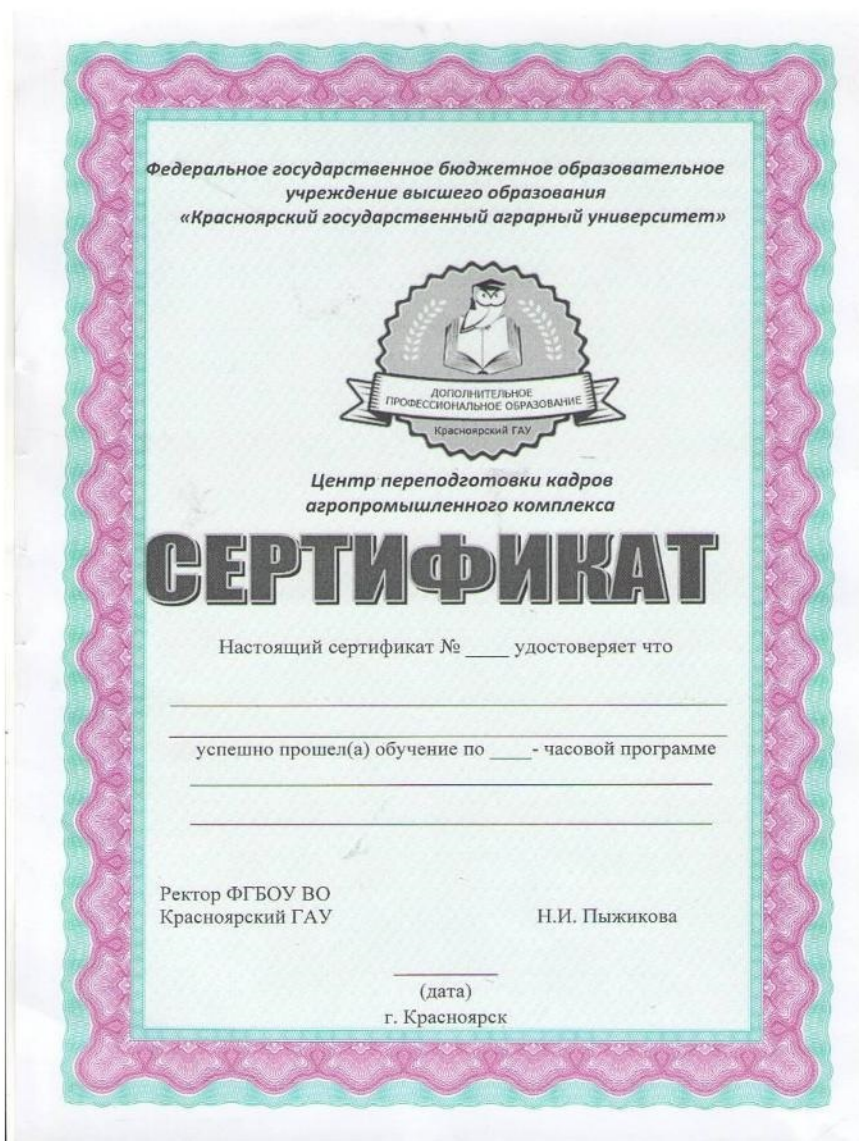 Федеральное государственное бюджетное образовательное
учреждение высшего образования
«Красноярский государственный аграрный университет»
ДОПОЛНИТЕЛЬНОЕ
ПРОФЕССИОНАЛЬНОЕ ОБРАЗОВАНИЕ
Красноярский ГАУ
Центр переподготовки кадров
агропромышленного комплекса
СЕРТИФИКАТ
Настоящий сертификат № ____ удостоверяет что
успешно прошел(а) обучение по ____- часовой программе
Ректор ФГБОУ ВО
Красноярский ГАУ Н.И. Пыжикова
(дата)
г. Красноярск